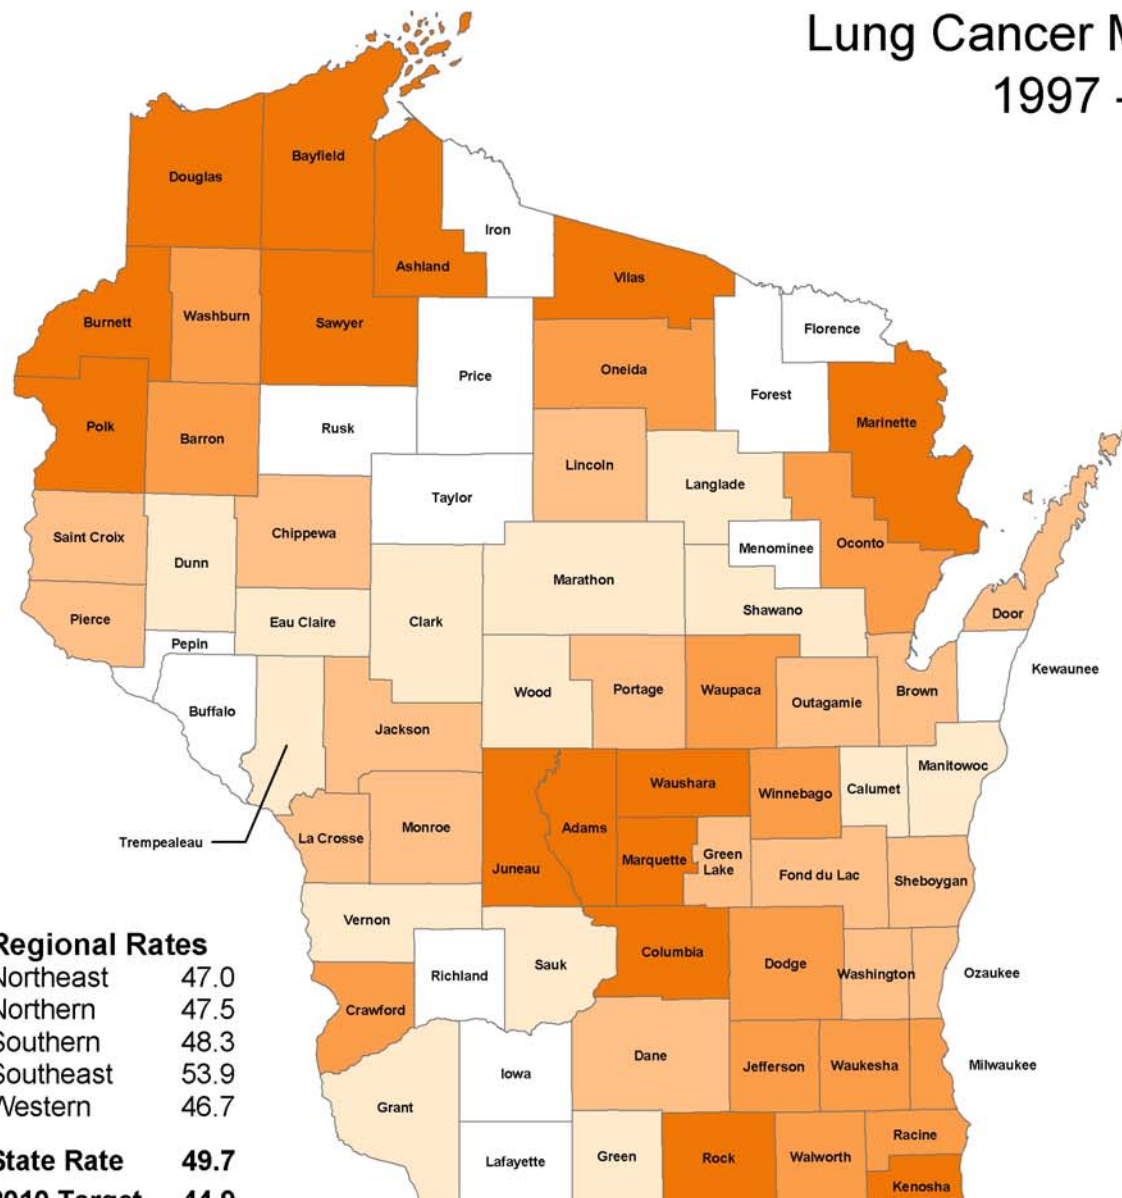 Lung Cancer M
1997 -
Bayfield
Douglas
Iron
Ashland
Vilas
Burnett
Washburn
Sawyer
Florence
Price
Oneida
Forest
Polk
Barron
Rusk
Marinette
Lincoln
Langlade
Taylor
Saint Croix
Chippewa
Dunn
Menominee
Oconto
Marathon
Pierce
Eau Claire
Clark
Shawano
Door
Pepin
Kewaunee
Buffalo
Wood
Portage
Waupaca
Outagamie
Brown
Jackson
Manitowoc
Waushara
Winnebago
Calumet
Trempealeau
La Crosse
Monroe
Adams
Juneau
Marquette
Green
Lake
Fond du Lac
Sheboygan
Vernon
Richland
Sauk
Columbia
Dodge
Washington
Ozaukee
Crawford
Iowa
Dane
Jefferson
Waukesha
Milwaukee
Grant
Lafayette
Green
Rock
Walworth
Racine
Kenosha
Regional Rates
Northeast 47.0
Northern 47.5
Southern 48.3
Southeast 53.9
Western 46.7
State Rate 49.7
2010 Target 44.9